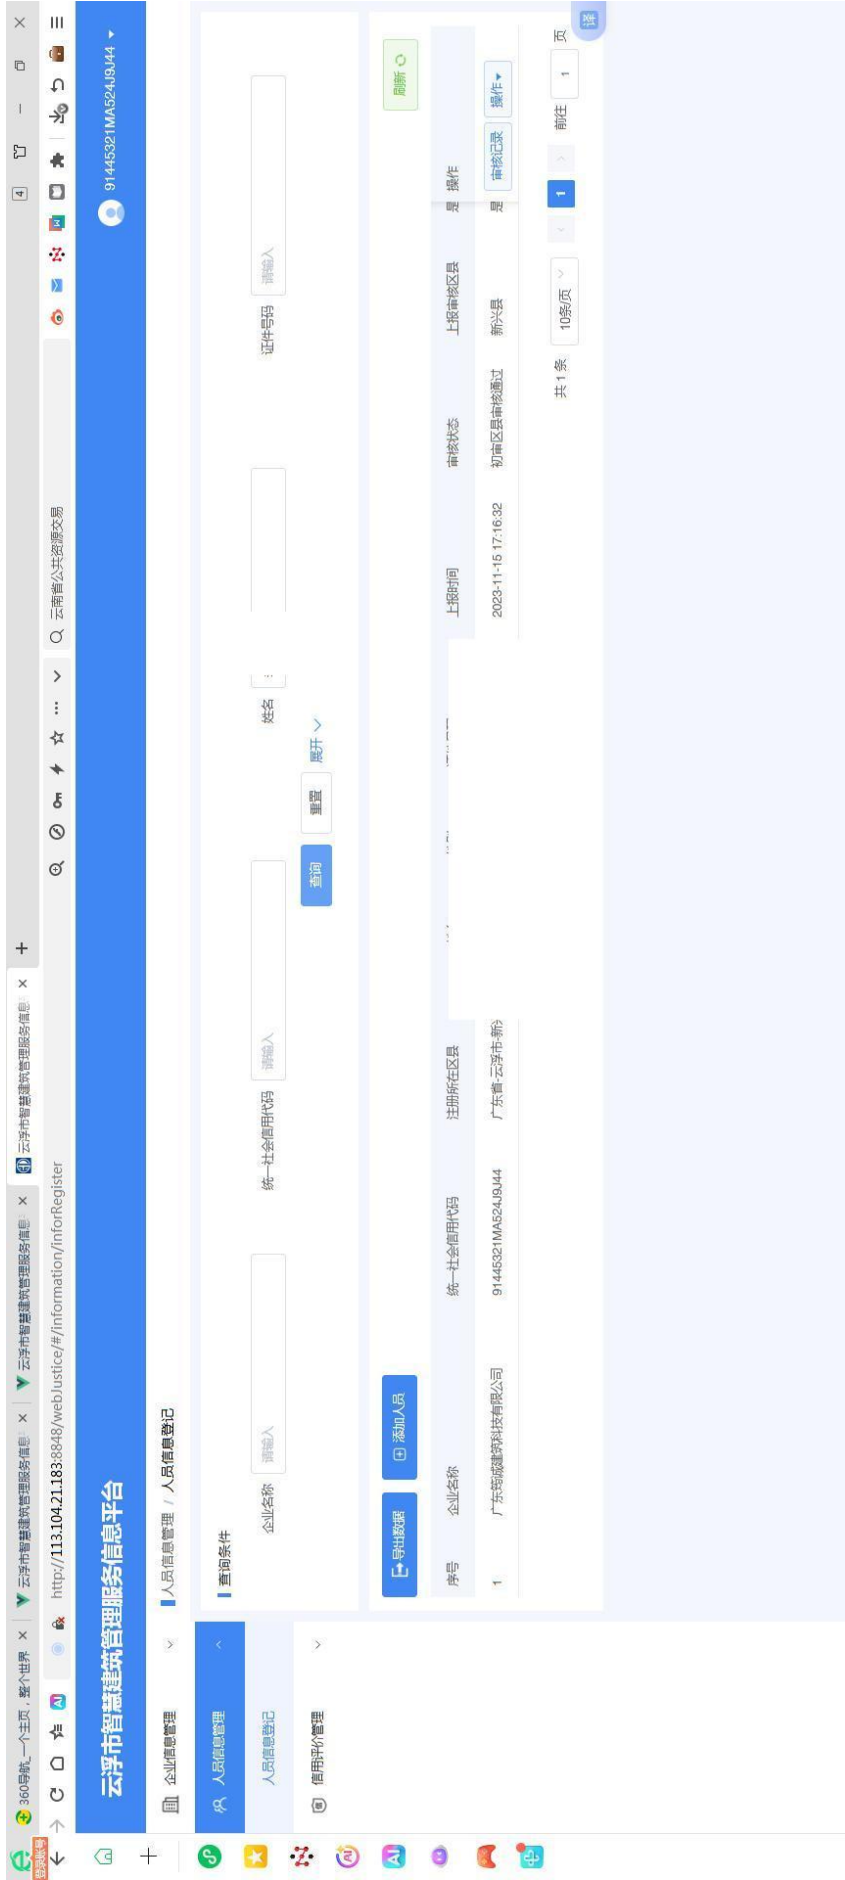 360导航_一个主页，整个世界 ×
云浮市智慧建筑管理服务信息 ×
云浮市智慧建筑管理服务信息 ×
云浮市智慧建筑管理服务信息 ×
+
4
登录账号
http://113.104.21.183:8848/webJustice/#/information/inforRegister
云南省公共资源交易
云浮市智慧建筑管理服务信息平台
91445321MA524J9J44
企业信息管理
人员信息管理
人员信息登记
信用评价管理
人员信息管理 / 人员信息登记
查询条件
企业名称 请输入
统一社会信用代码 请输入
姓名
证件号码 请输入
查询 重置 展开
导出数据 添加人员 刷新
序号 企业名称 统一社会信用代码 注册所在区县 上报时间 审核状态 上报审核区县 是 操作
1 广东筠诚建筑科技有限公司 91445321MA524J9J44 广东省-云浮市-新兴 2023-11-15 17:16:32 初审区县审核通过 新兴县 是 审核记录 操作
共 1 条 10条/页 1 前往 1 页
译